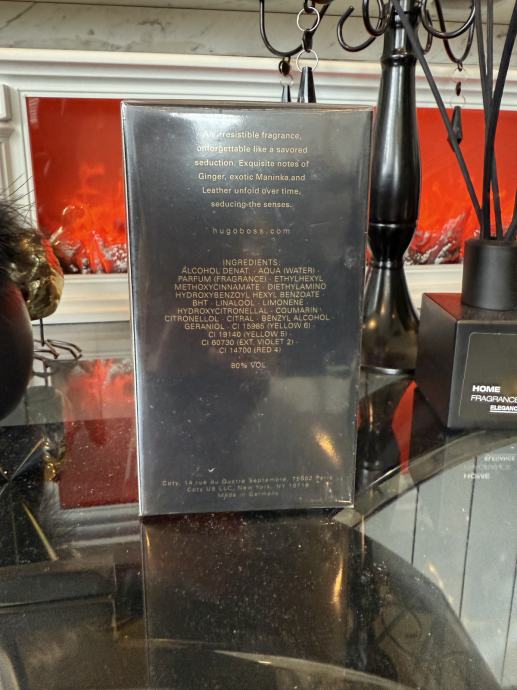 An irresistible fragrance,
unforgettable like a savored
seduction. Exquisite notes of
Ginger, exotic Maninka and
Leather unfold over time,
seducing the senses.
hugoboss.com
INGREDIENTS:
ALCOHOL DENAT. · AQUA (WATER) ·
PARFUM (FRAGRANCE) · ETHYLHEXYL
METHOXYCINNAMATE · DIETHYLAMINO
HYDROXYBENZOYL HEXYL BENZOATE ·
BHT · LINALOOL · LIMONENE ·
HYDROXYCITRONELLAL · COUMARIN ·
CITRONELLOL · CITRAL · BENZYL ALCOHOL ·
GERANIOL · CI 15985 (YELLOW 6) ·
CI 19140 (YELLOW 5) ·
CI 60730 (EXT. VIOLET 2) ·
CI 14700 (RED 4)
80% VOL
Coty, 14 rue du Quatre Septembre, 75002 Paris
Coty US LLC, New York, NY 10118
Made in Germany
HOME
FRAGRANCE
ELEGANC